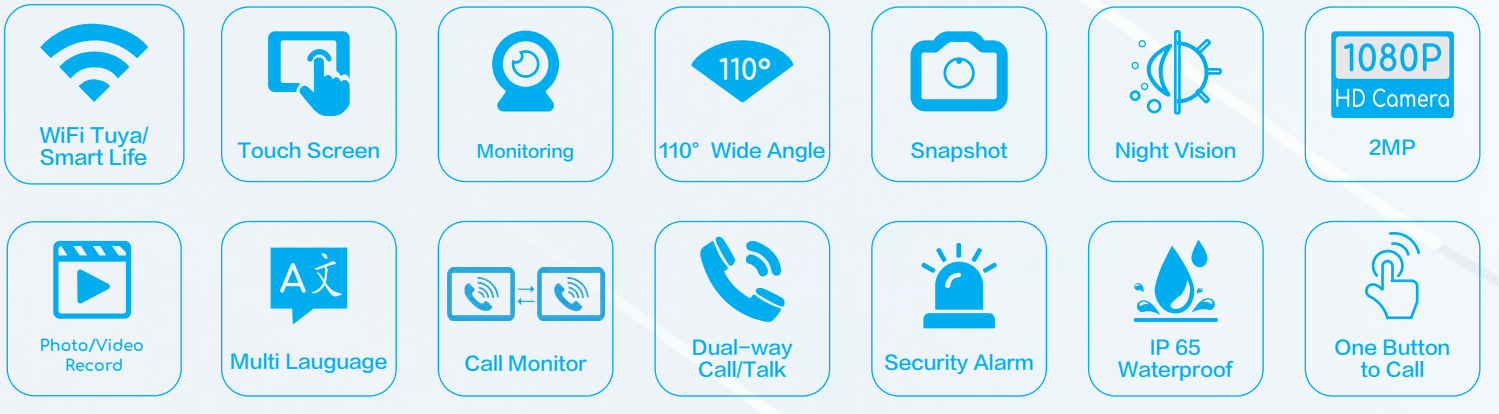 WiFi Tuya/
Smart Life
Touch Screen
Monitoring
110°
110° Wide Angle
Snapshot
Night Vision
1080P
HD Camera
2MP
Photo/Video
Record
A文
Multi Lauguage
Call Monitor
Dual-way
Call/Talk
Security Alarm
IP 65
Waterproof
One Button
to Call